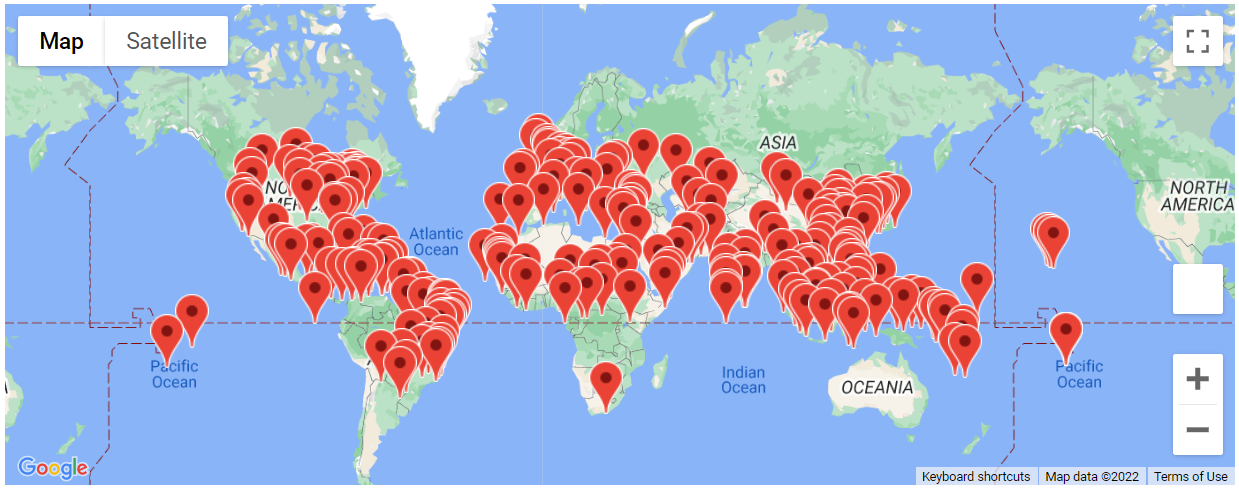 Map
Satellite
ASIA
NO
MERI
NORTH
AMERICA
Atlantic
Ocean
Pacific
Ocean
Indian
Ocean
OCEANIA
Pacific
Ocean
Google
Keyboard shortcuts
Map data ©2022
Terms of Use